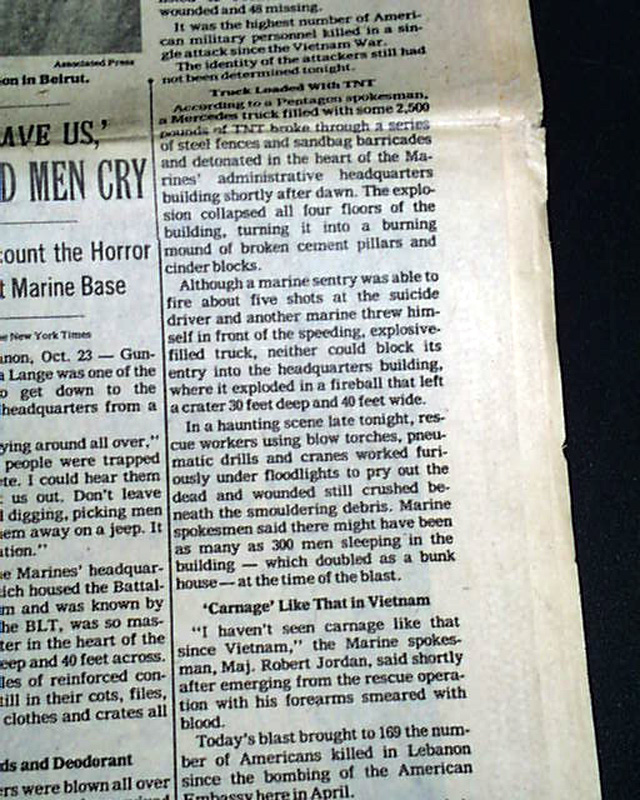 Associated Press
on in Beirut.
AVE US,'
D MEN CRY
count the Horror
t Marine Base
e New York Times
anon, Oct. 23 — Gun-
a Lange was one of the
o get down to the
headquarters from a
ying around all over,"
people were trapped
ete. I could hear them
t us out. Don't leave
d digging, picking men
em away on a jeep. It
ation."
e Marines' headquar-
ich housed the Battal-
m and was known by
he BLT, was so mas-
ter in the heart of the
eep and 40 feet across.
les of reinforced con-
till in their cots, files,
clothes and crates all
ds and Deodorant
ers were blown all over
wounded and 48 missing.
It was the highest number of Ameri-
can military personnel killed in a sin-
gle attack since the Vietnam War.
The identity of the attackers still had
not been determined tonight.
Truck Loaded With TNT
According to a Pentagon spokesman,
a Mercedes truck filled with some 2,500
pounds of TNT broke through a series
of steel fences and sandbag barricades
and detonated in the heart of the Ma-
rines' administrative headquarters
building shortly after dawn. The explo-
sion collapsed all four floors of the
building, turning it into a burning
mound of broken cement pillars and
cinder blocks.
Although a marine sentry was able to
fire about five shots at the suicide
driver and another marine threw him-
self in front of the speeding, explosive-
filled truck, neither could block its
entry into the headquarters building,
where it exploded in a fireball that left
a crater 30 feet deep and 40 feet wide.
In a haunting scene late tonight, res-
cue workers using blow torches, pneu-
matic drills and cranes worked furi-
ously under floodlights to pry out the
dead and wounded still crushed be-
neath the smouldering debris. Marine
spokesmen said there might have been
as many as 300 men sleeping in the
building — which doubled as a bunk
house — at the time of the blast.
'Carnage' Like That in Vietnam
"I haven't seen carnage like that
since Vietnam," the Marine spokes-
man, Maj. Robert Jordan, said shortly
after emerging from the rescue opera-
tion with his forearms smeared with
blood.
Today's blast brought to 169 the num-
ber of Americans killed in Lebanon
since the bombing of the American
Embassy here in April.